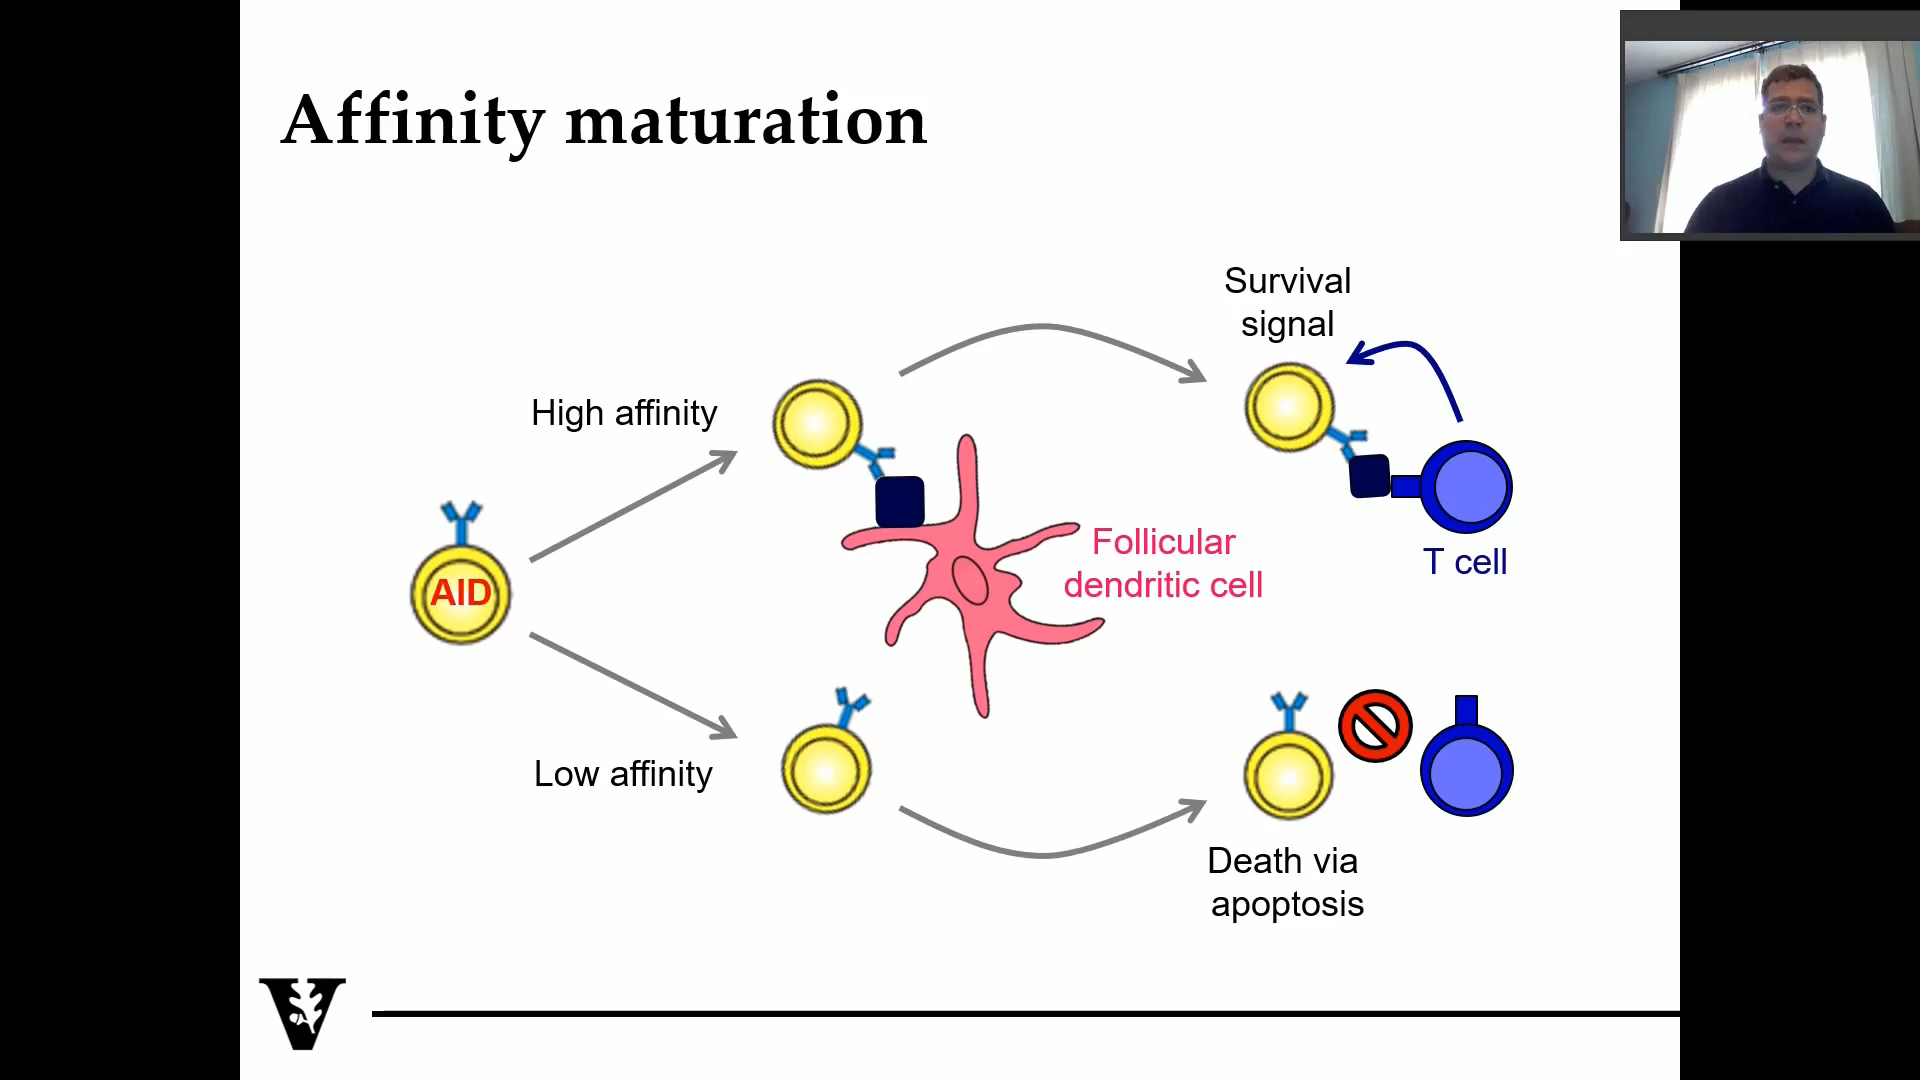 Affinity maturation
Survival
signal
High affinity
AID
Follicular
dendritic cell
T cell
Low affinity
Death via
apoptosis
V